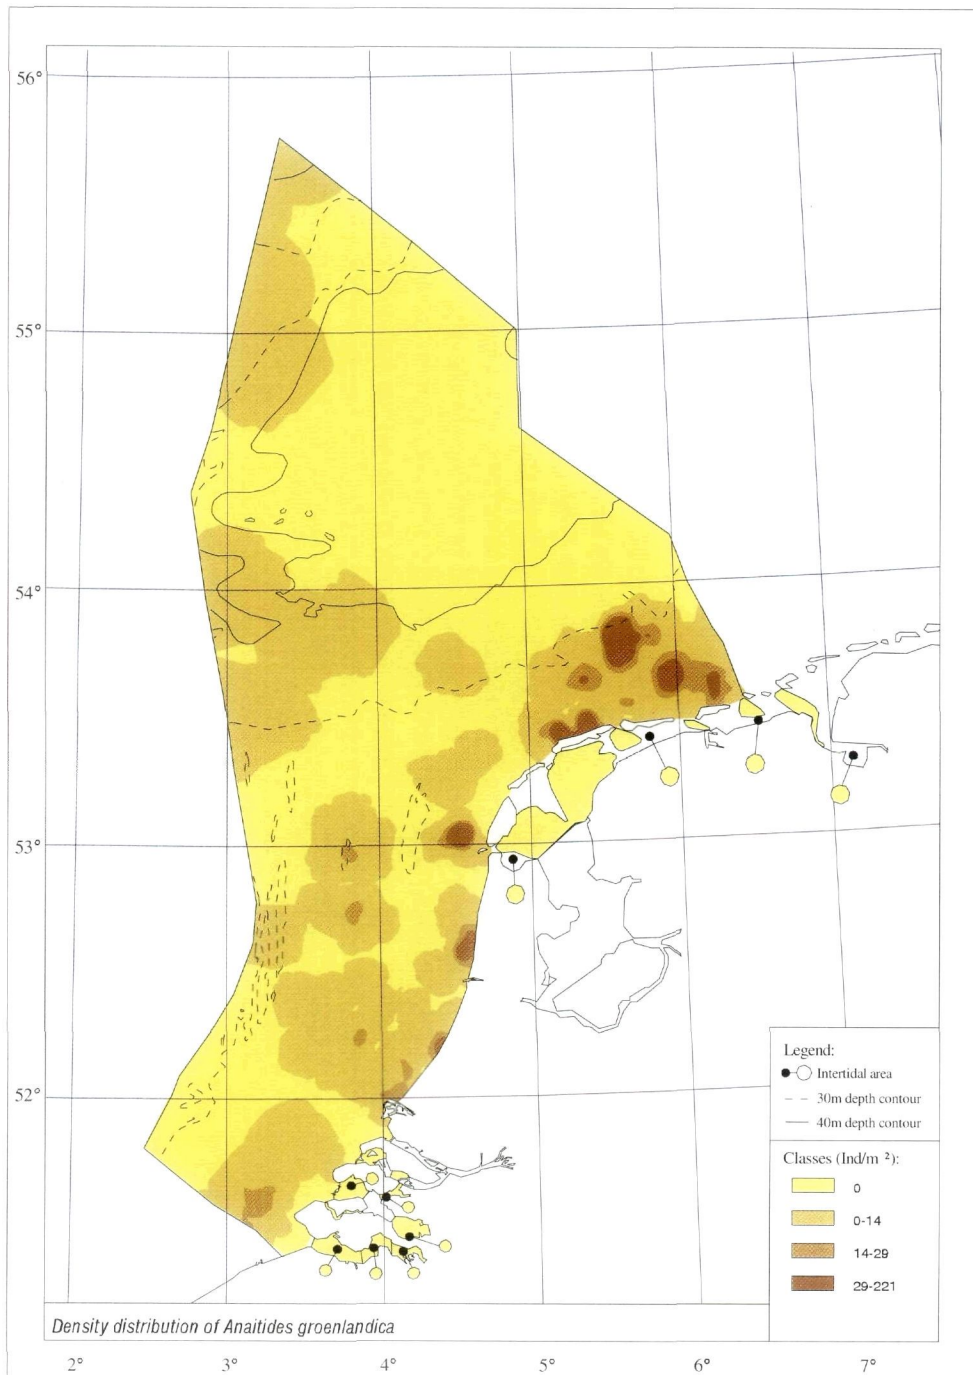 56°
55°
54°
53°
52°
Legend:
Intertidal area
30m depth contour
40m depth contour
Classes (Ind/m ²):
0
0-14
14-29
29-221
Density distribution of Anaitides groenlandica
2°
3°
4°
5°
6°
7°